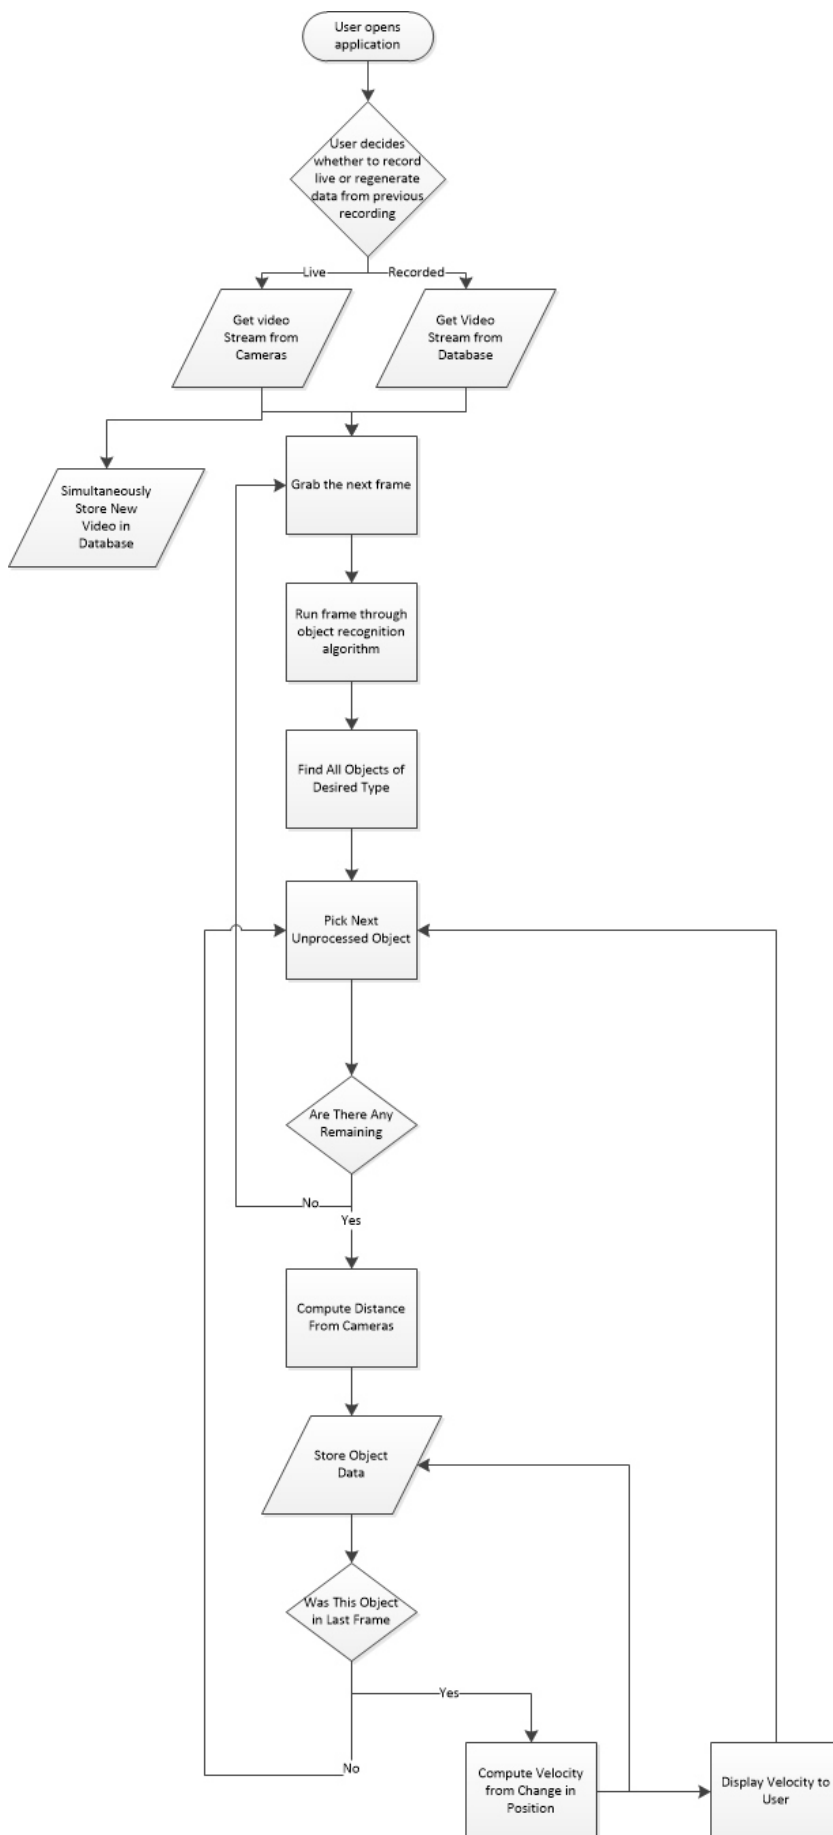 User opens
application
User decides
whether to record
live or regenerate
data from previous
recording
Live
Recorded
Get video
Stream from
Cameras
Get Video
Stream from
Database
Simultaneously
Store New
Video in
Database
Grab the next frame
Run frame through
object recognition
algorithm
Find All Objects of
Desired Type
Pick Next
Unprocessed Object
Are There Any
Remaining
No
Yes
Compute Distance
From Cameras
Store Object
Data
Was This Object
in Last Frame
Yes
No
Compute Velocity
from Change in
Position
Display Velocity to
User